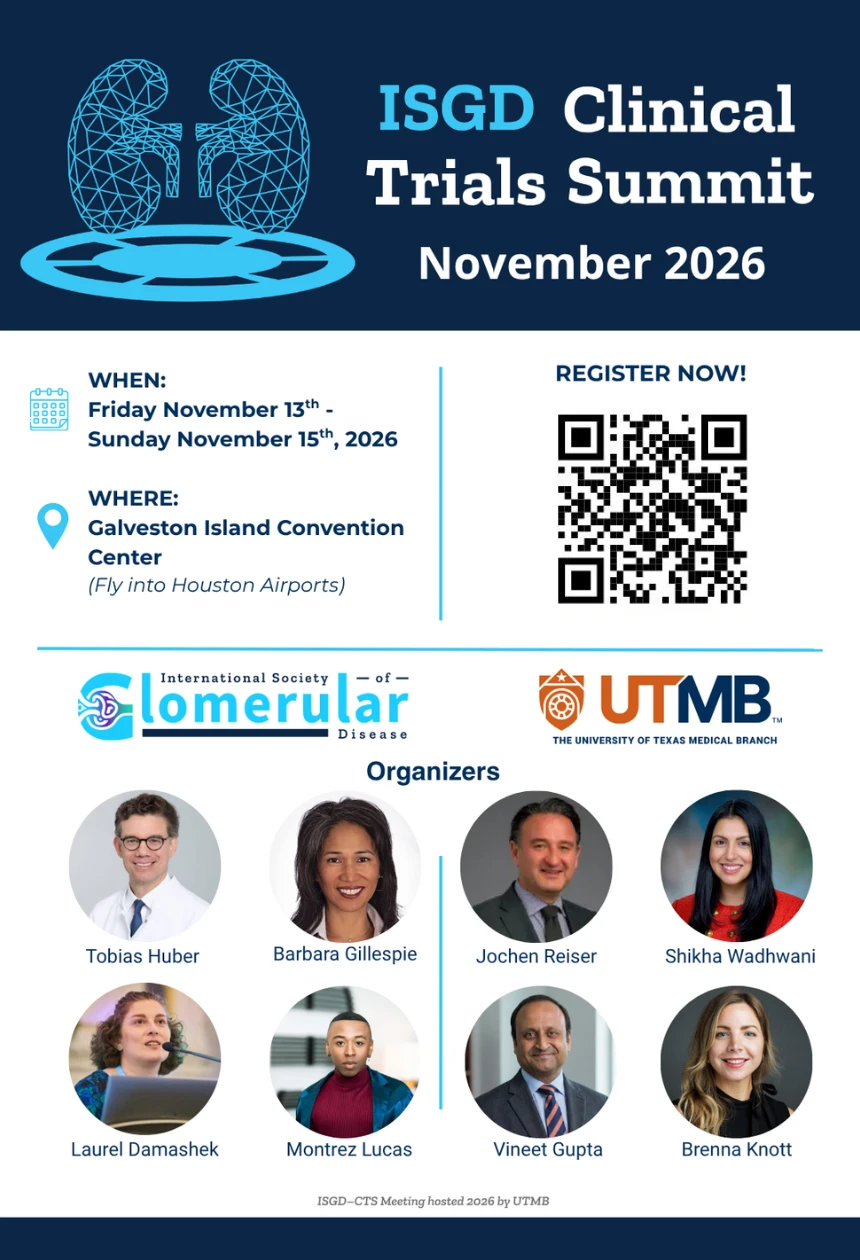 ISGD Clinical
Trials Summit
November 2026
WHEN:
Friday November 13th -
Sunday November 15th, 2026
WHERE:
Galveston Island Convention
Center
(Fly into Houston Airports)
REGISTER NOW!
International Society — of —
Glomerular
Disease
UTMB™
THE UNIVERSITY OF TEXAS MEDICAL BRANCH
Organizers
Tobias Huber
Barbara Gillespie
Jochen Reiser
Shikha Wadhwani
Laurel Damashek
Montrez Lucas
Vineet Gupta
Brenna Knott
ISGD–CTS Meeting hosted 2026 by UTMB